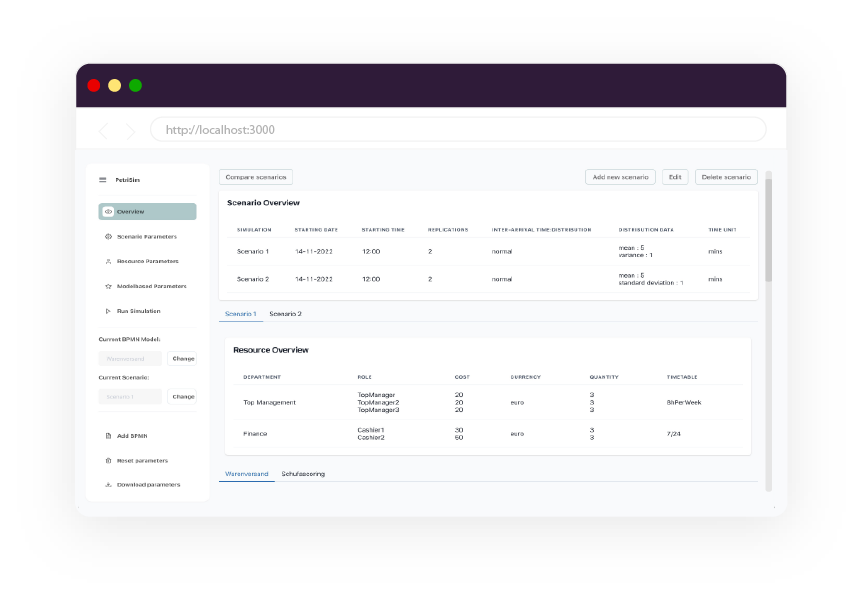 http://localhost:3000
PetriSim
Overview
Scenario Parameters
Resource Parameters
Modelbased Parameters
Run Simulation
Current BPMN Model:
Warenversand
Change
Current Scenario:
Scenario 1
Change
Add BPMN
Reset parameters
Download parameters
Compare scenarios
Add new scenario
Edit
Delete scenario
Scenario Overview
SIMULATION STARTING DATE STARTING TIME REPLICATIONS INTER-ARRIVAL TIME:DISTRIBUTION DISTRIBUTION DATA TIME UNIT
Scenario 1 14-11-2022 12:00 2 normal mean : 5 mins
variance : 1
Scenario 2 14-11-2022 12:00 2 normal mean : 5 mins
standard deviation : 1
Scenario 1 Scenario 2
Resource Overview
DEPARTMENT ROLE COST CURRENCY QUANTITY TIMETABLE
TopManager 20 3
Top Management TopManager2 20 euro 3 8hPerWeek
TopManager3 20 3
Cashier1 30 3
Finance euro 7/24
Cashier2 50 3
Warenversand Schufascoring